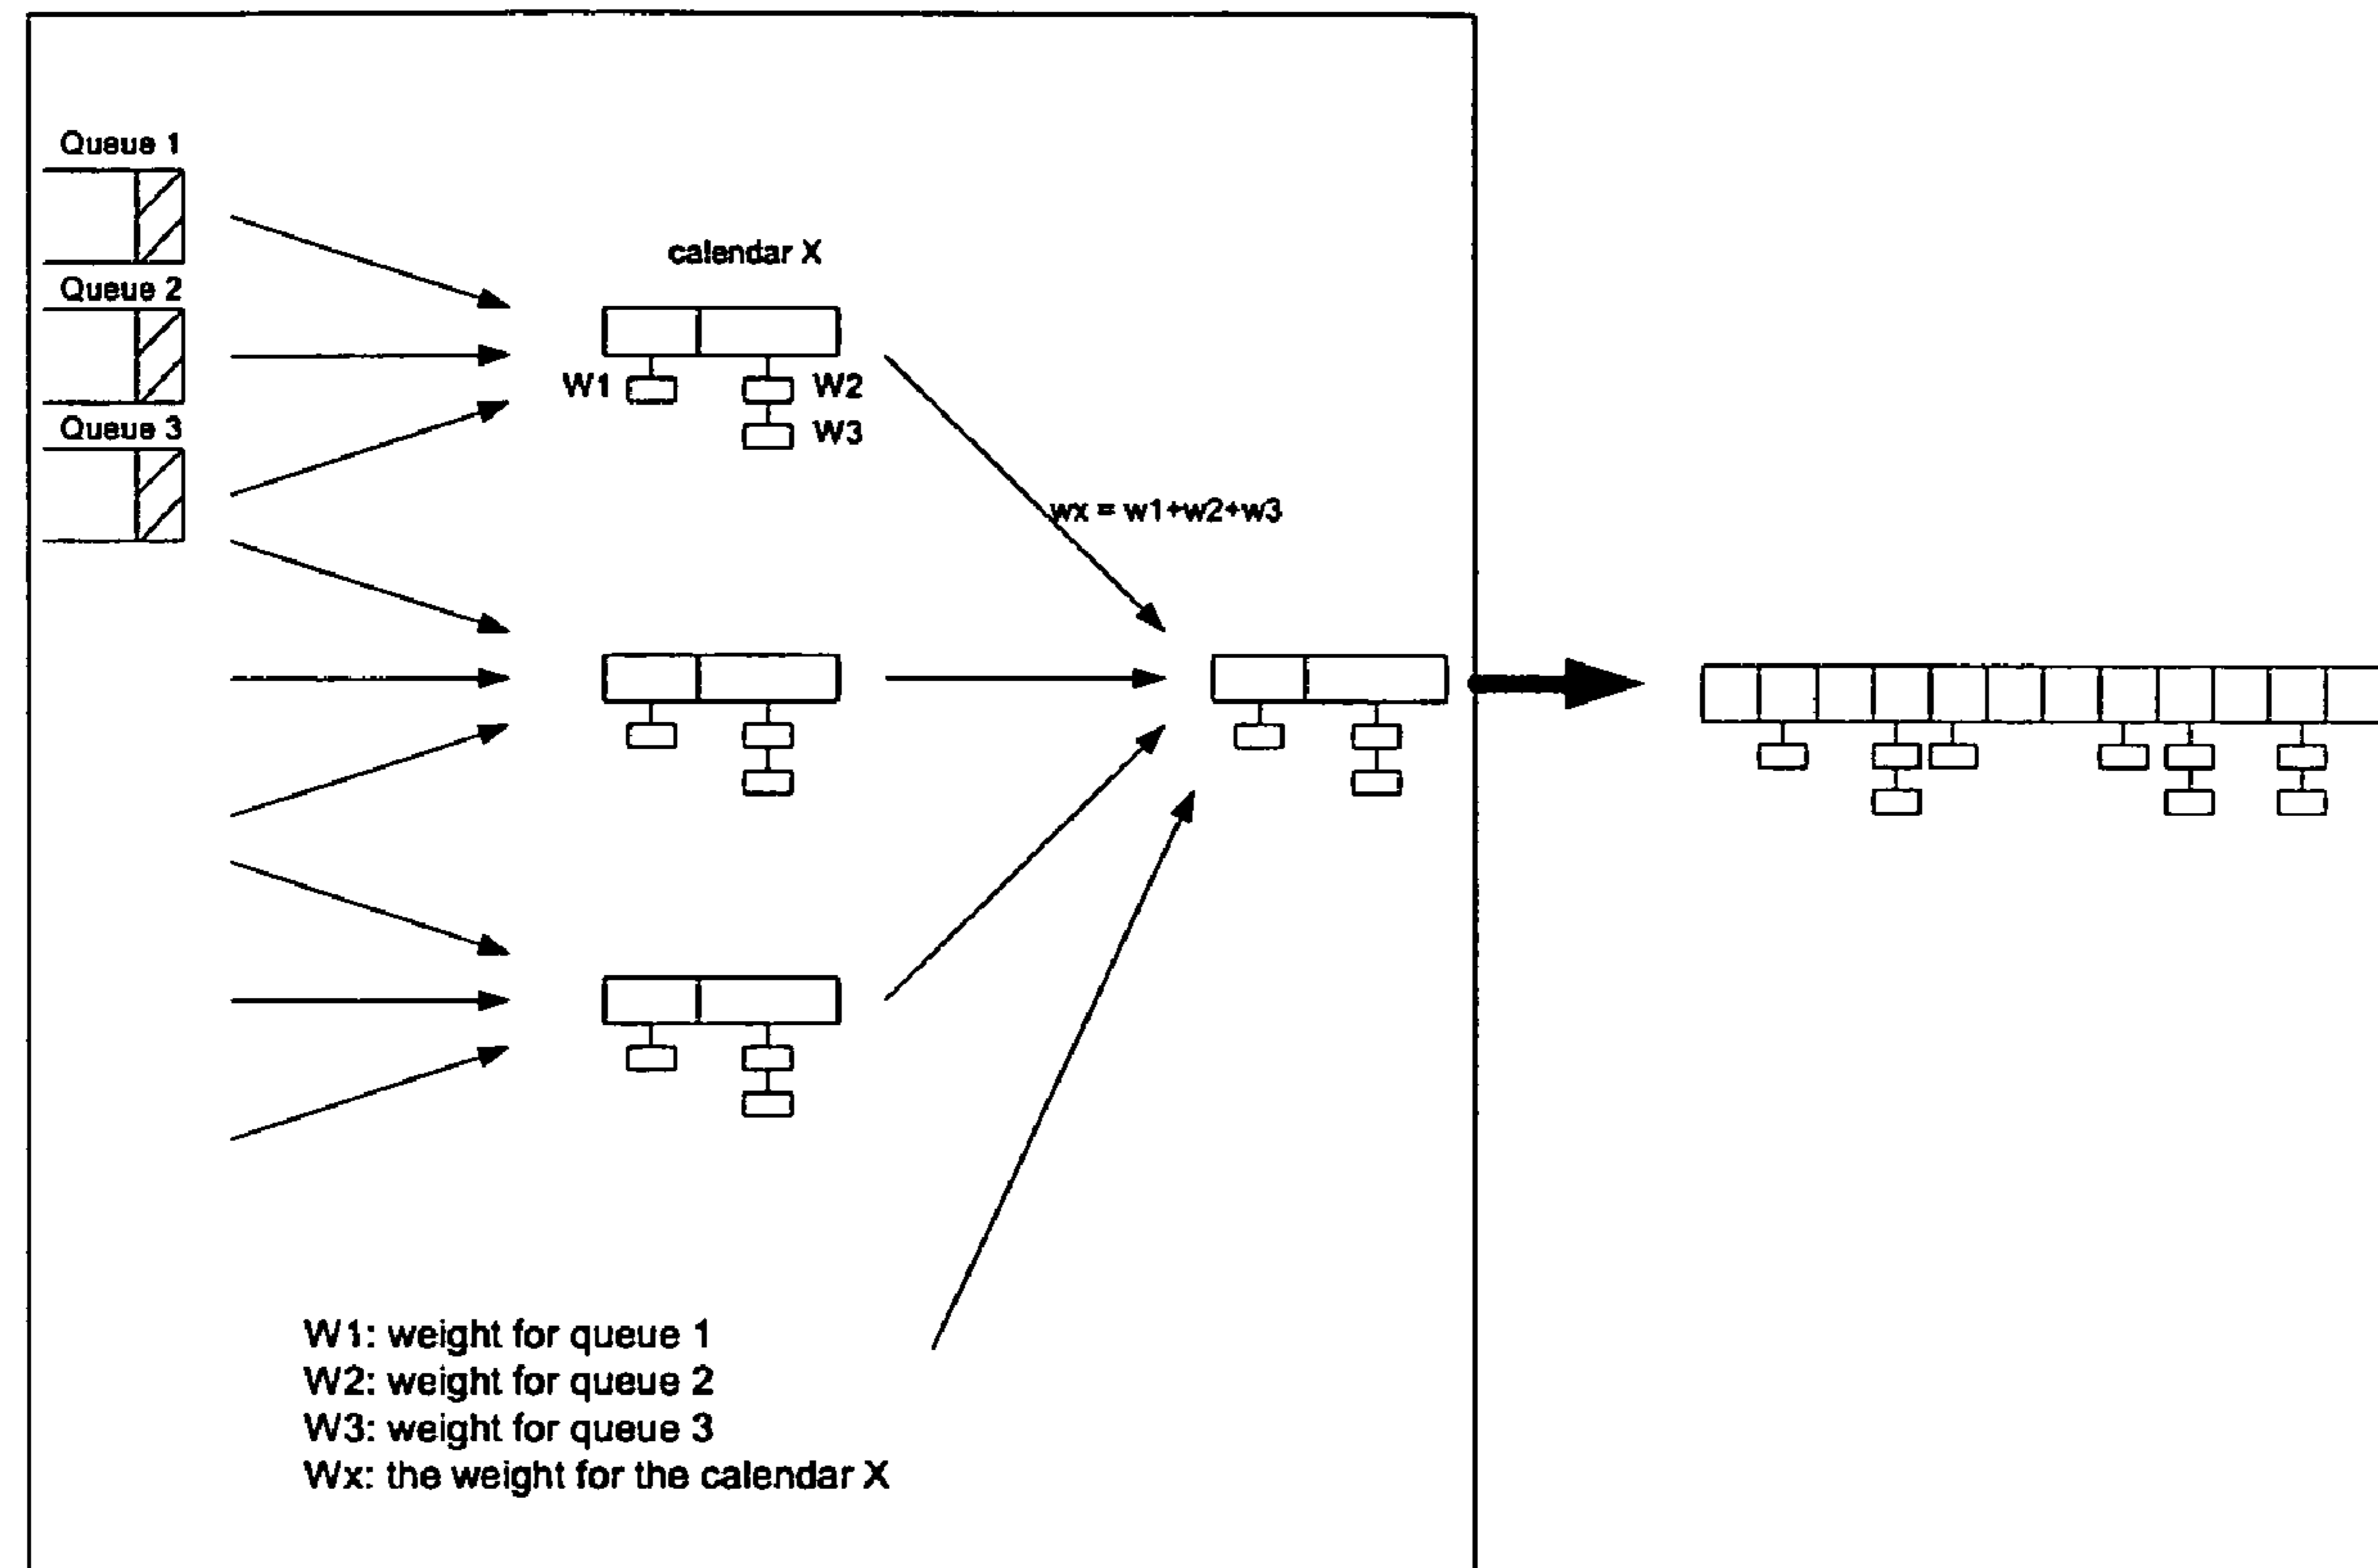 Queue 1
calendar X
Queue 2
W1
W2
Queue 3
W3
wx = w1+w2+w3
W1: weight for queue 1
W2: weight for queue 2
W3: weight for queue 3
Wx: the weight for the calendar X